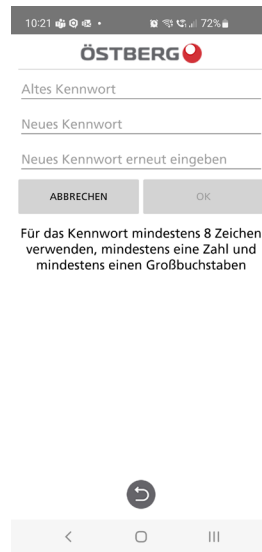 10:21 72%
ÖSTBERG
Altes Kennwort
Neues Kennwort
Neues Kennwort erneut eingeben
ABBRECHEN OK
Für das Kennwort mindestens 8 Zeichen
verwenden, mindestens eine Zahl und
mindestens einen Großbuchstaben